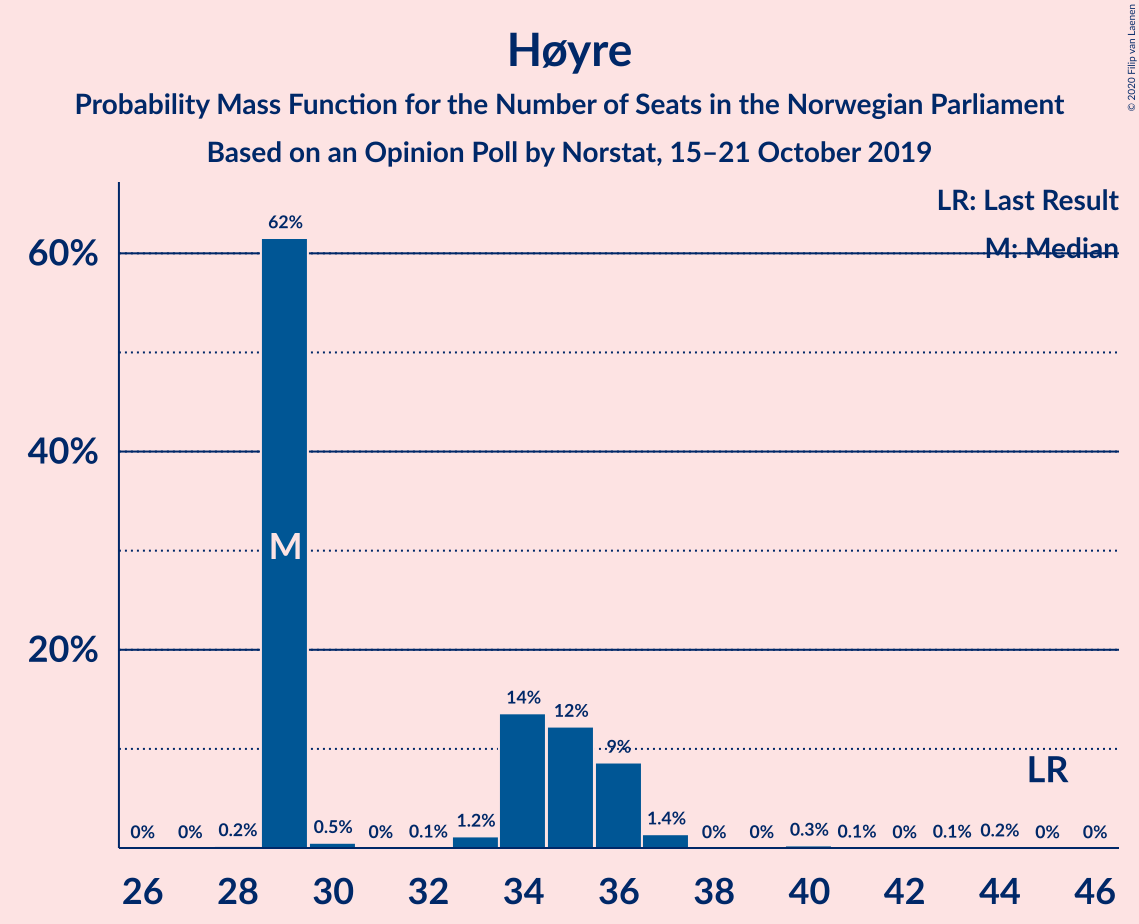 Høyre
Probability Mass Function for the Number of Seats in the Norwegian Parliament
Based on an Opinion Poll by Norstat, 15–21 October 2019
© 2020 Filip van Laenen
LR: Last Result
M: Median
60%
40%
20%
0% 0% 0.2% 62% 0.5% 0% 0.1% 1.2% 14% 12% 9% 1.4% 0% 0% 0.3% 0.1% 0% 0.1% 0.2% 0% 0%
M
LR
26 28 30 32 34 36 38 40 42 44 46